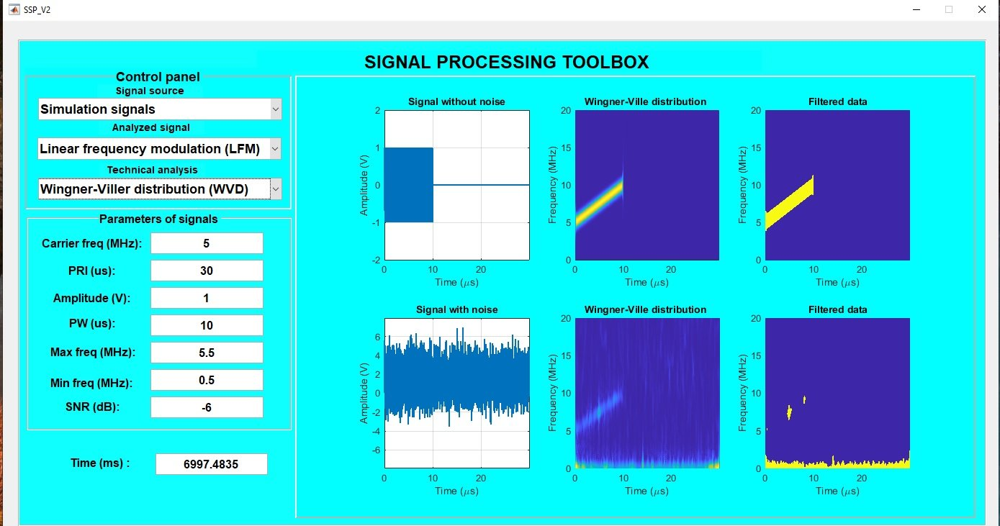 SSP_V2
SIGNAL PROCESSING TOOLBOX
Control panel
Signal source
Simulation signals
Analyzed signal
Linear frequency modulation (LFM)
Technical analysis
Wingner-Viller distribution (WVD)
Parameters of signals
Carrier freq (MHz): 5
PRI (us): 30
Amplitude (V): 1
PW (us): 10
Max freq (MHz): 5.5
Min freq (MHz): 0.5
SNR (dB): -6
Time (ms) : 6997.4835
Signal without noise
2
1
0
-1
-2
Amplitude (V)
0 10 20
Time (μs)
Wingner-Ville distribution
20
15
10
5
0
Frequency (MHz)
0 10 20
Time (μs)
Filtered data
20
15
10
5
0
Frequency (MHz)
0 10 20
Time (μs)
Signal with noise
6
4
2
0
-2
-4
-6
Amplitude (V)
0 10 20
Time (μs)
Wingner-Ville distribution
20
15
10
5
0
Frequency (MHz)
0 10 20
Time (μs)
Filtered data
20
15
10
5
0
Frequency (MHz)
0 10 20
Time (μs)